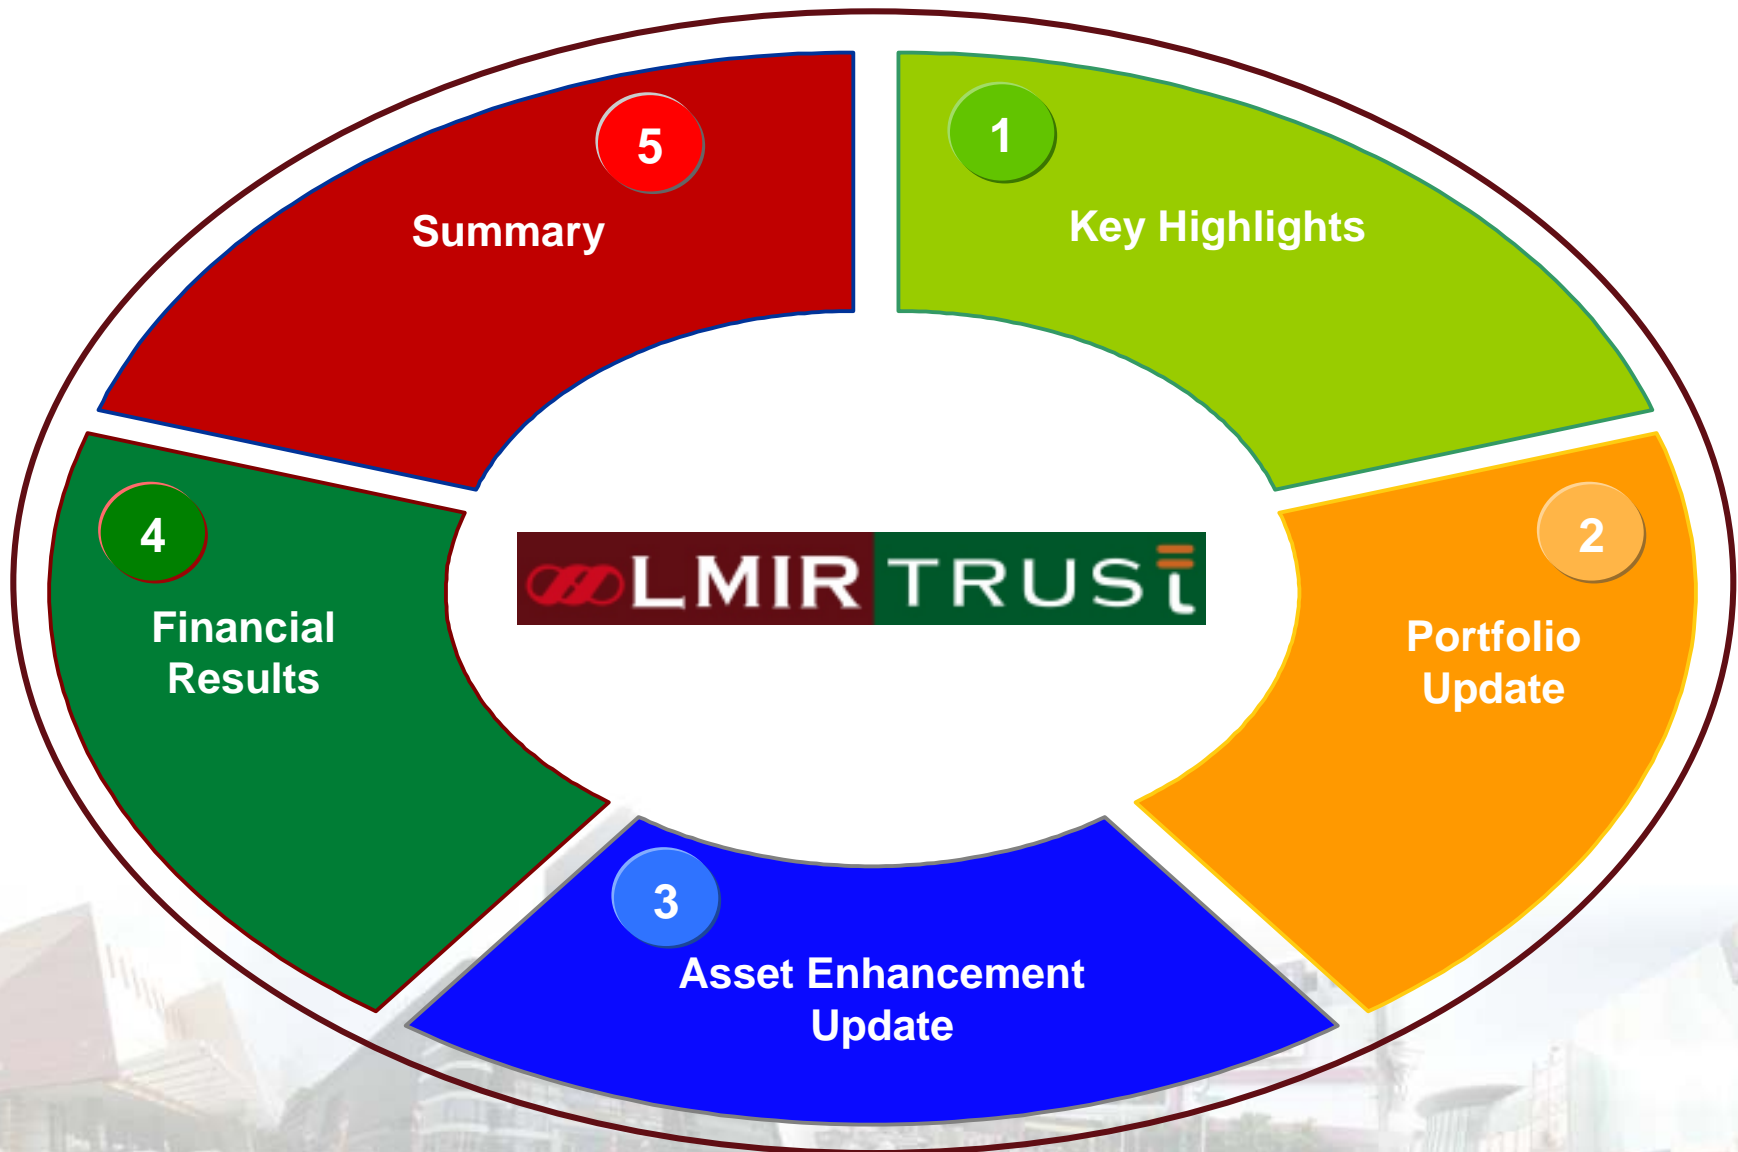 1
Key Highlights
2
Portfolio
Update
3
Asset Enhancement
Update
4
Financial
Results
5
Summary
LMIR TRUSt